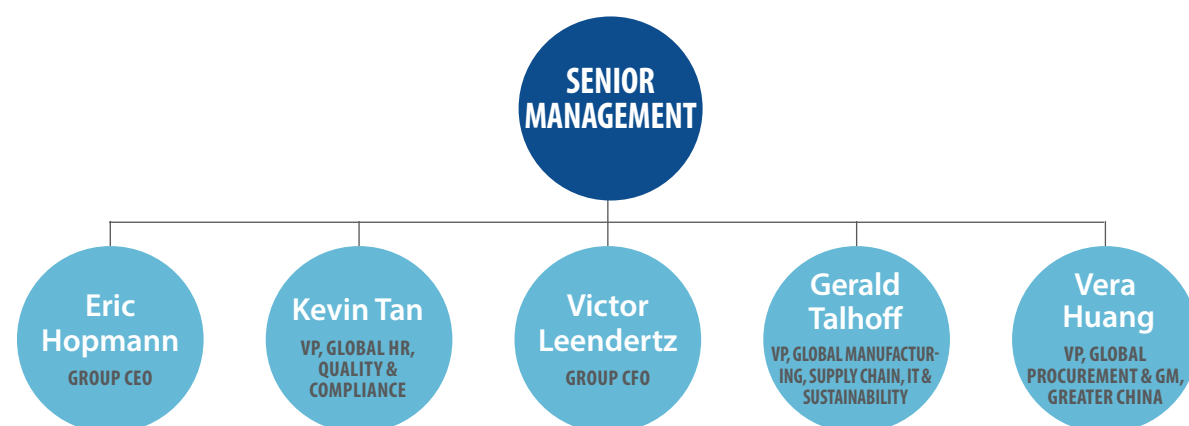 SENIOR
MANAGEMENT
Eric
Hopmann
GROUP CEO
Kevin Tan
VP, GLOBAL HR,
QUALITY &
COMPLIANCE
Victor
Leendertz
GROUP CFO
Gerald
Talhoff
VP, GLOBAL MANUFACTUR-
ING, SUPPLY CHAIN, IT &
SUSTAINABILITY
Vera
Huang
VP, GLOBAL
PROCUREMENT & GM,
GREATER CHINA